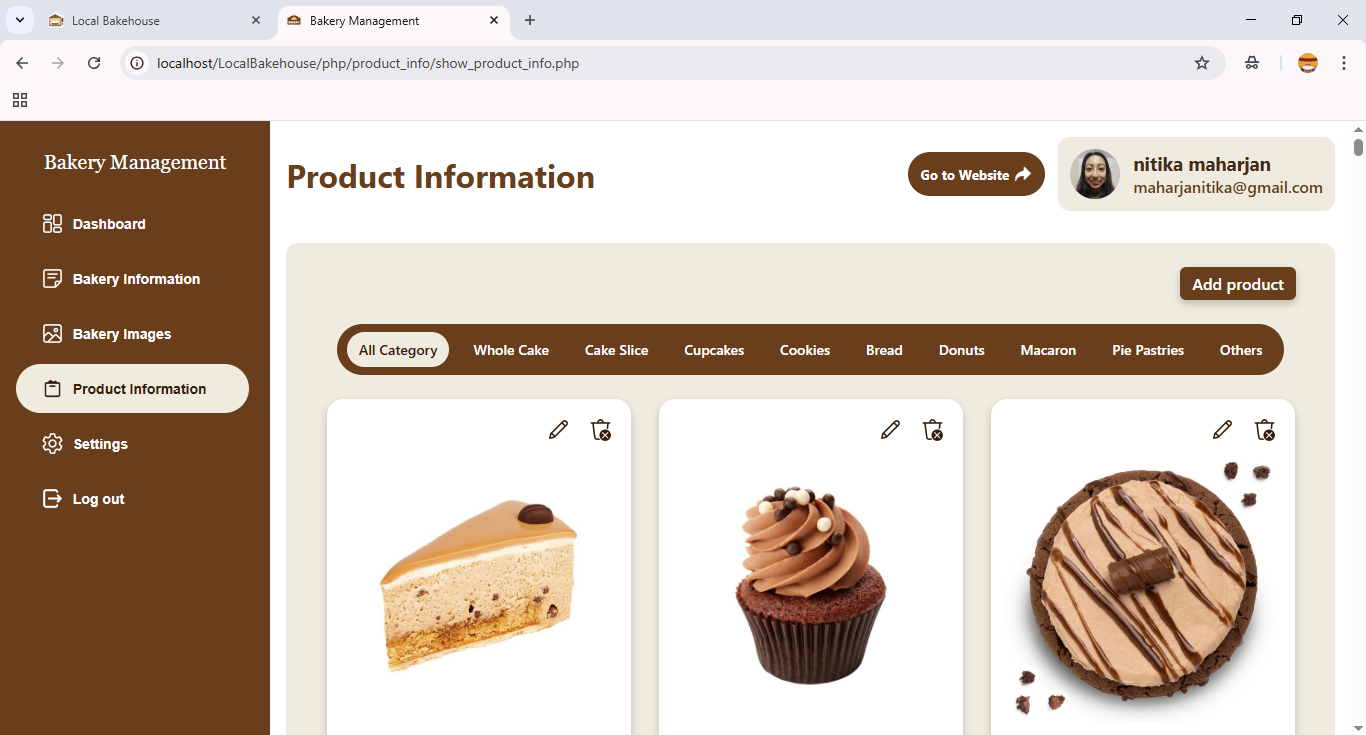 Local Bakehouse
Bakery Management
localhost/LocalBakehouse/php/product_info/show_product_info.php
Bakery Management
Dashboard
Bakery Information
Bakery Images
Product Information
Settings
Log out
Product Information
Go to Website
nitika maharjan
maharjanitika@gmail.com
Add product
All Category Whole Cake Cake Slice Cupcakes Cookies Bread Donuts Macaron Pie Pastries Others